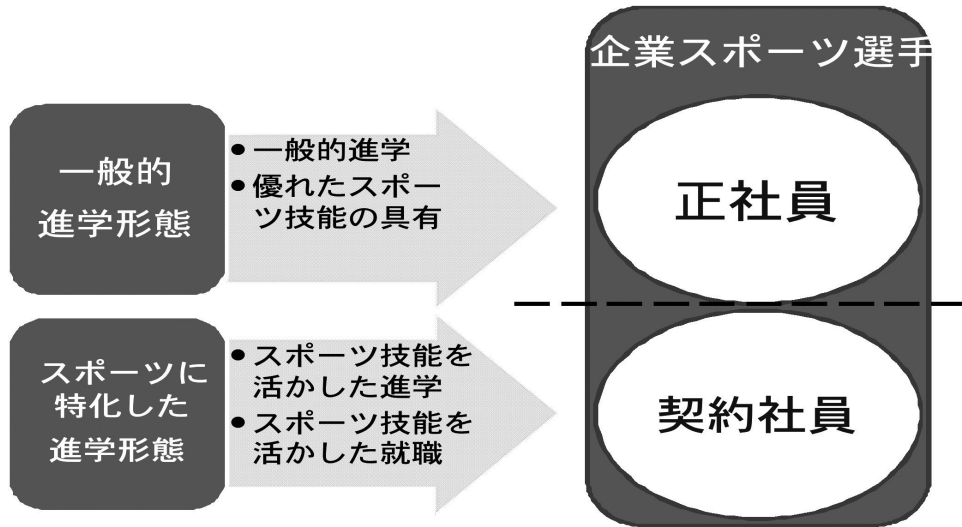 企業スポーツ選手
一般的
進学形態
• 一般的進学
• 優れたスポー
ツ技能の具有
正社員
スポーツに
特化した
進学形態
• スポーツ技能を
活かした進学
• スポーツ技能を
活かした就職
契約社員